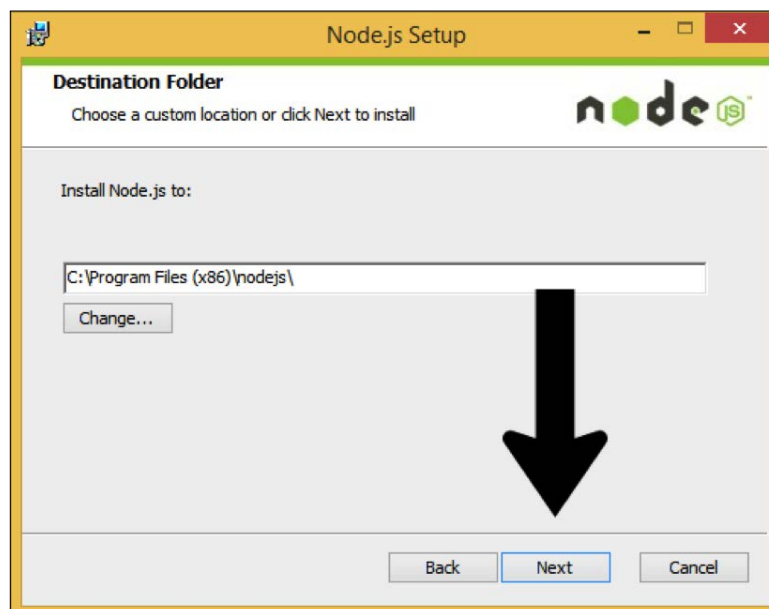 Node.js Setup
Destination Folder
Choose a custom location or click Next to install
node JS™
Install Node.js to:
C:\Program Files (x86)\nodejs\
Change...
Back Next Cancel